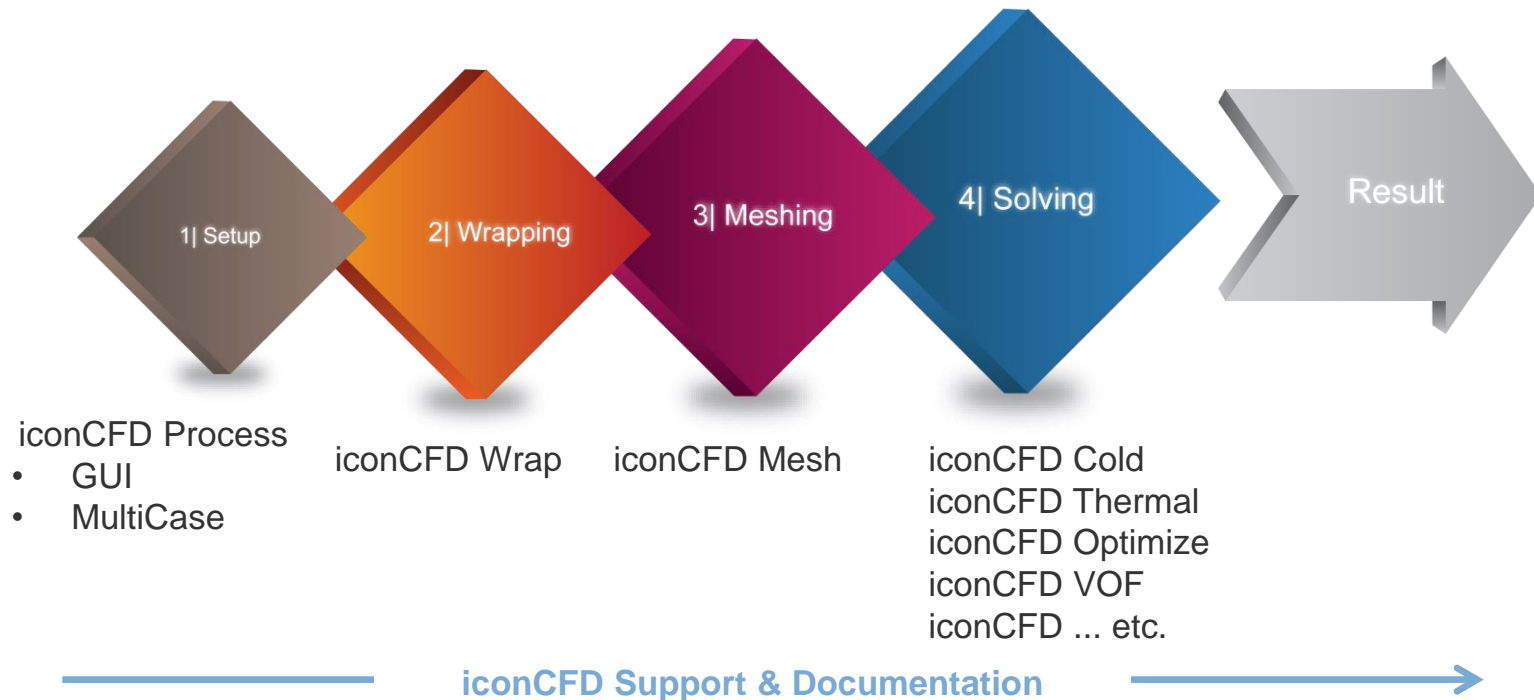 1| Setup
2| Wrapping
3| Meshing
4| Solving
Result
iconCFD Process
• GUI
• MultiCase
iconCFD Wrap
iconCFD Mesh
iconCFD Cold
iconCFD Thermal
iconCFD Optimize
iconCFD VOF
iconCFD ... etc.
iconCFD Support & Documentation